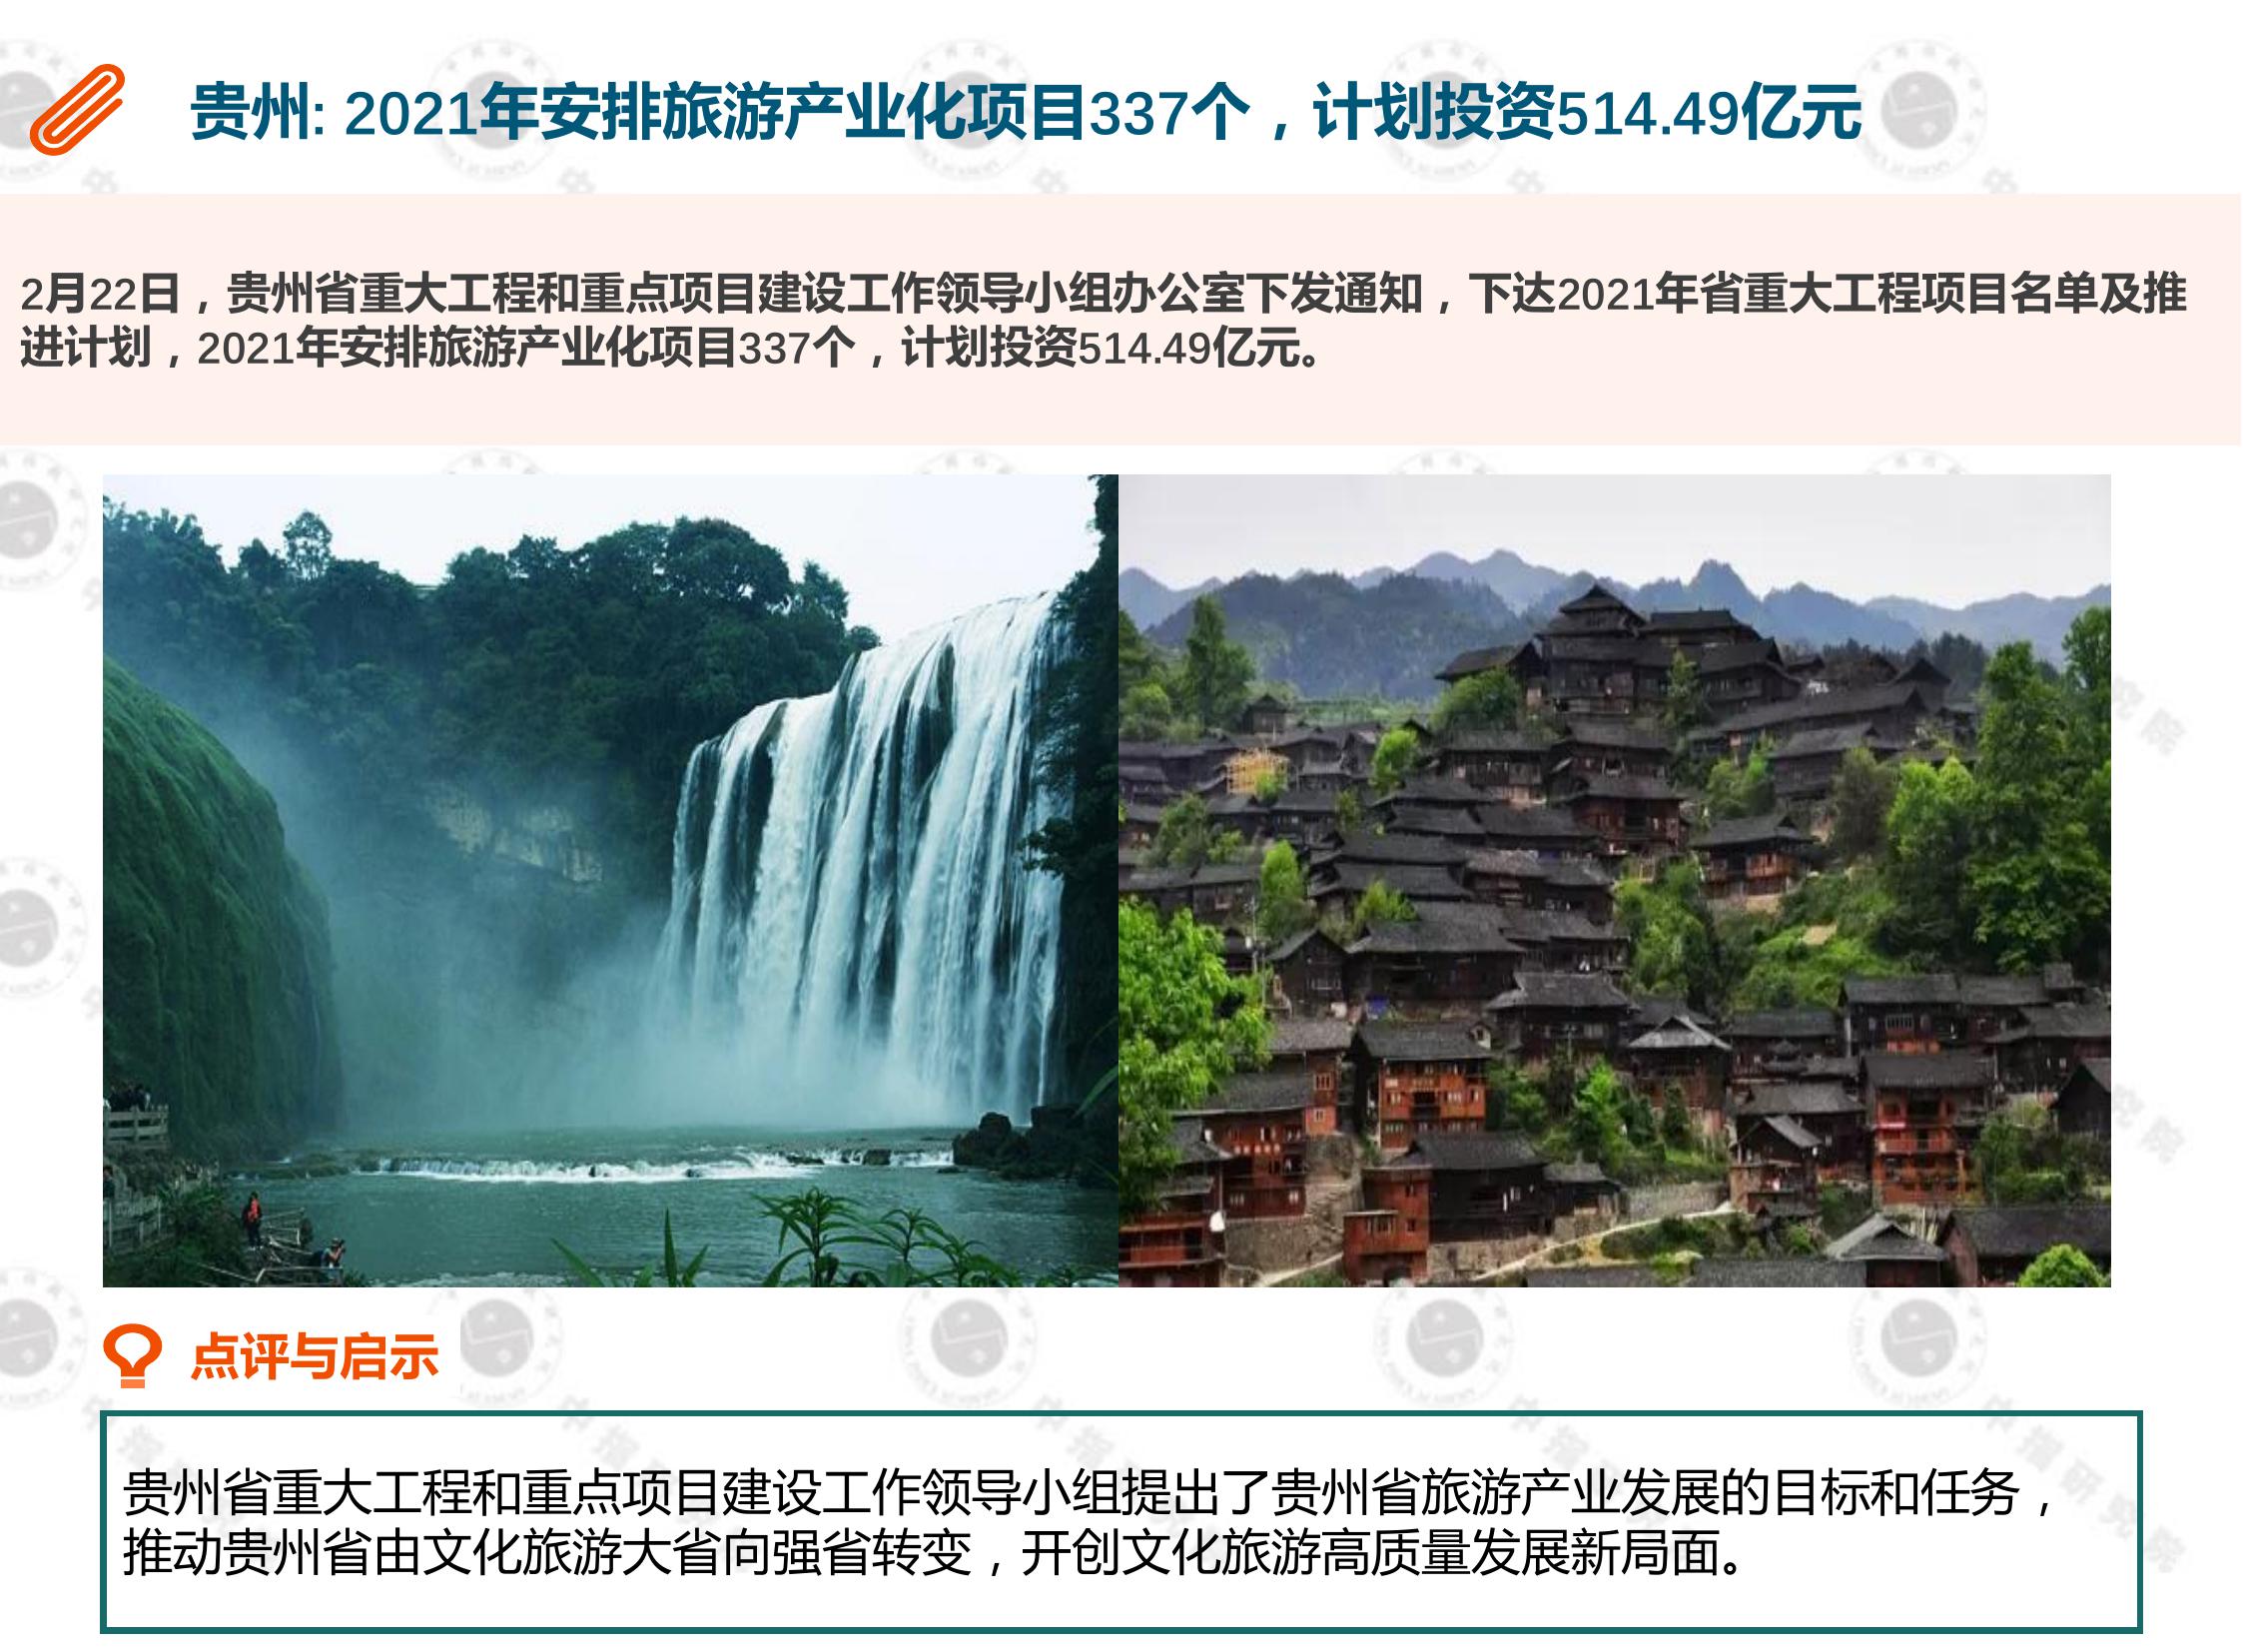 贵州: 2021年安排旅游产业化项目337个，计划投资514.49亿元
2月22日，贵州省重大工程和重点项目建设工作领导小组办公室下发通知，下达2021年省重大工程项目名单及推
进计划，2021年安排旅游产业化项目337个，计划投资514.49亿元。
点评与启示
贵州省重大工程和重点项目建设工作领导小组提出了贵州省旅游产业发展的目标和任务，
推动贵州省由文化旅游大省向强省转变，开创文化旅游高质量发展新局面。
中指研究院